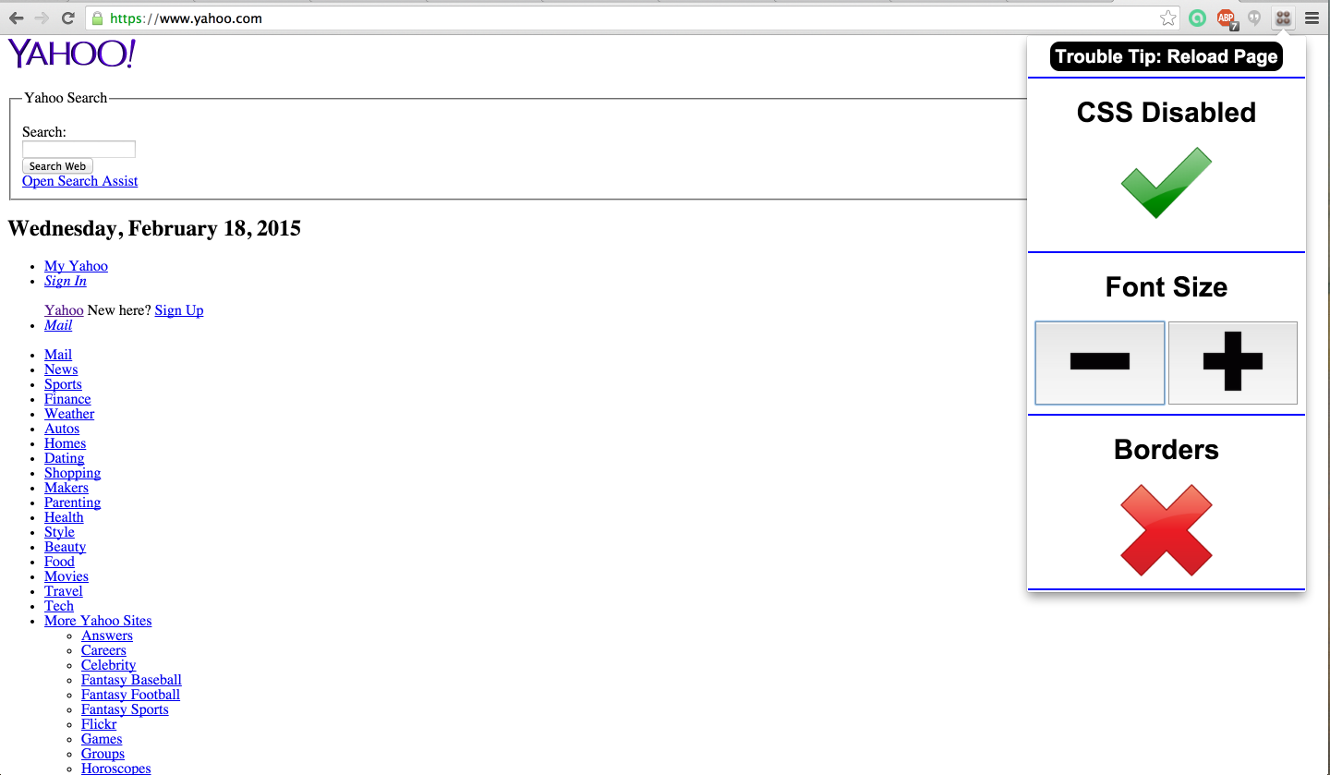 https://www.yahoo.com
ABP
7
YAHOO!
Yahoo Search
Search:
Search Web
Open Search Assist
Wednesday, February 18, 2015
My Yahoo
Sign In
Yahoo New here? Sign Up
Mail
Mail
News
Sports
Finance
Weather
Autos
Homes
Dating
Shopping
Makers
Parenting
Health
Style
Beauty
Food
Movies
Travel
Tech
More Yahoo Sites
Answers
Careers
Celebrity
Fantasy Baseball
Fantasy Football
Fantasy Sports
Flickr
Games
Groups
Horoscopes
Trouble Tip: Reload Page
CSS Disabled
Font Size
Borders